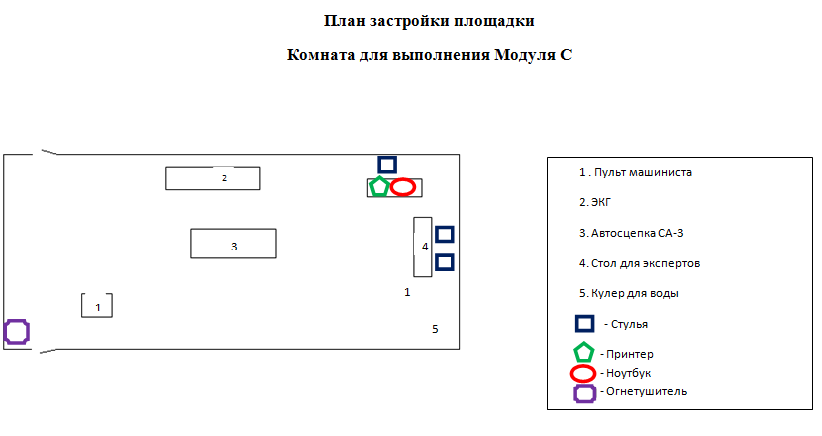 План застройки площадки
Комната для выполнения Модуля С
2
3
4
1
1
5
1 . Пульт машиниста
2. ЭКГ
3. Автосцепка СА-3
4. Стол для экспертов
5. Кулер для воды
- Стулья
- Принтер
- Ноутбук
- Огнетушитель